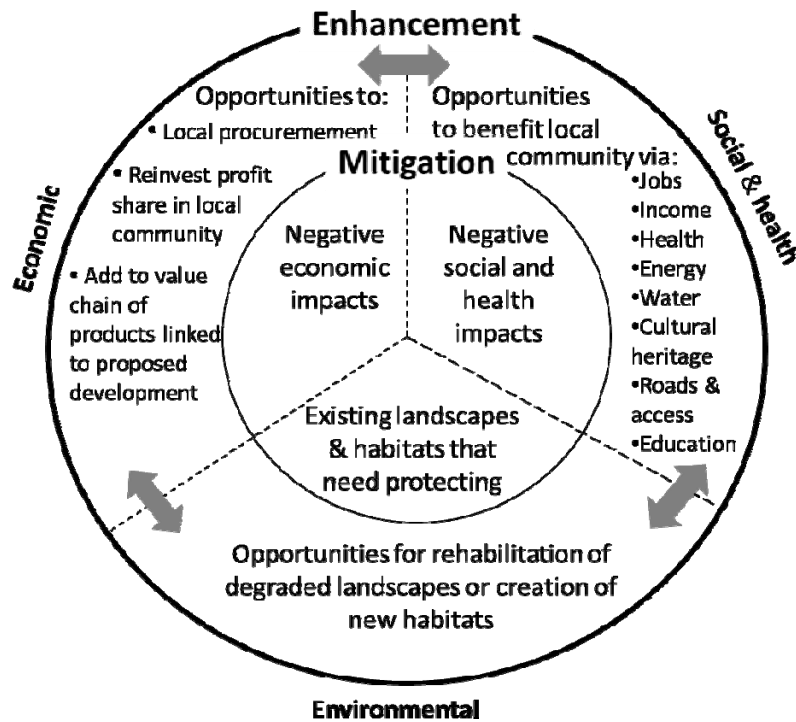 Enhancement
Opportunities to:
• Local procuremement
• Reinvest profit
share in local
community
• Add to value
chain of
products linked
to proposed
development
Opportunities
to benefit local
community via:
•Jobs
•Income
•Health
•Energy
•Water
•Cultural
heritage
•Roads &
access
•Education
Mitigation
Negative
economic
impacts
Negative
social and
health
impacts
Existing landscapes
& habitats that
need protecting
Opportunities for rehabilitation of
degraded landscapes or creation of
new habitats
Economic
Social & health
Environmental